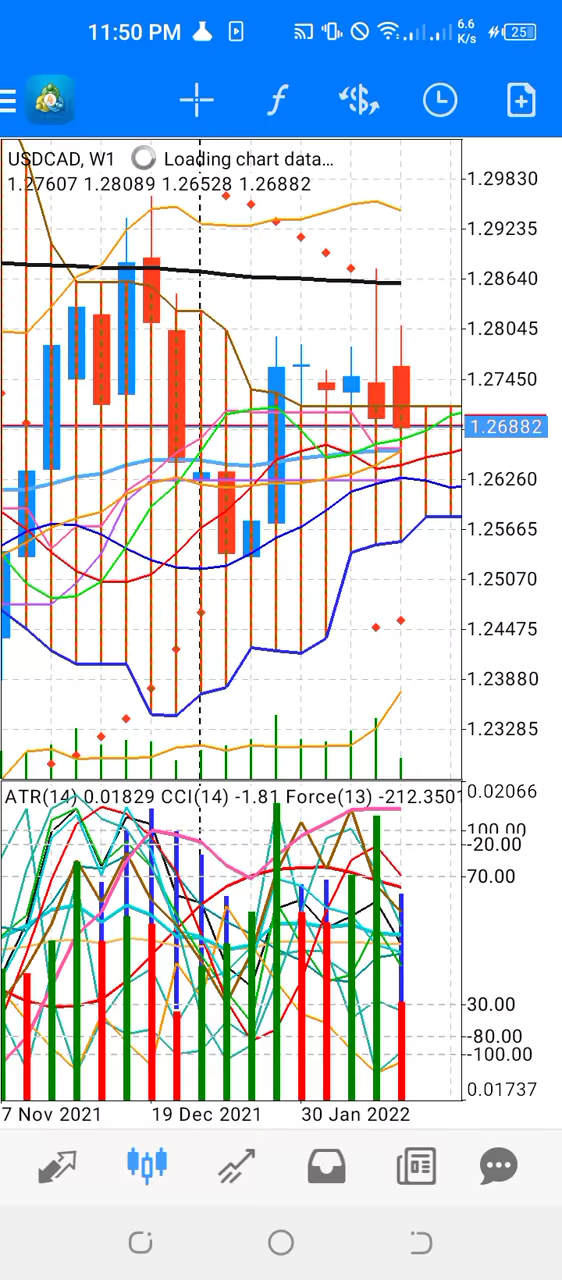 11:50 PM
6.6
K/s
25
USDCAD, W1 Loading chart data...
1.27607 1.28089 1.26528 1.26882
1.29830
1.29235
1.28640
1.28045
1.27450
1.26882
1.26260
1.25665
1.25070
1.24475
1.23880
1.23285
ATR(14) 0.01829 CCI(14) -1.81 Force(13) -212.3501
0.02066
100.00
-20.00
70.00
30.00
-80.00
-100.00
0.01737
7 Nov 2021
19 Dec 2021
30 Jan 2022